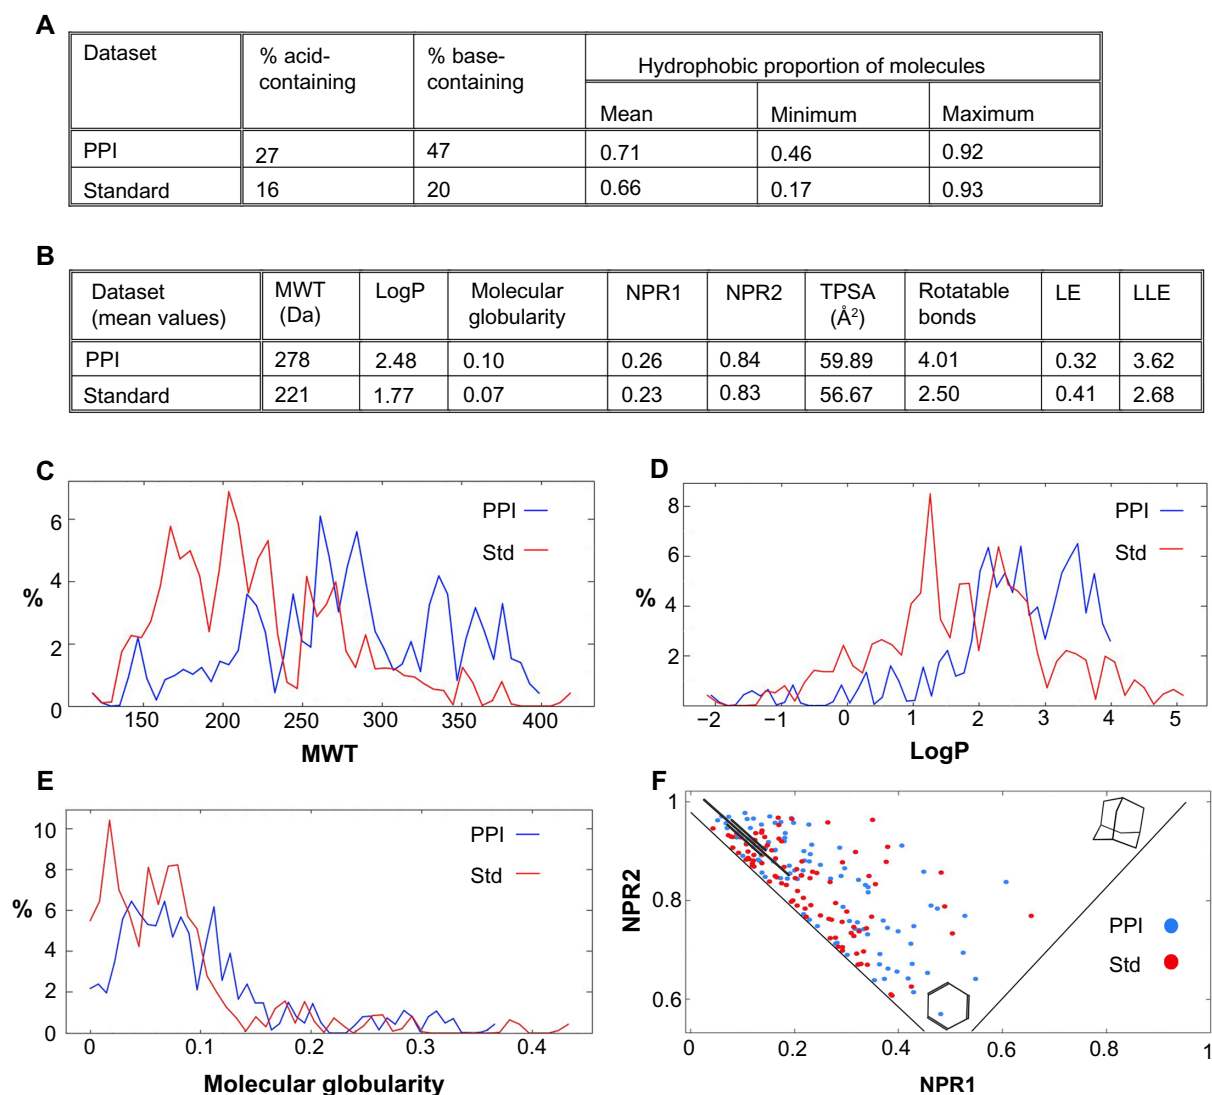 A
Dataset % acid-containing % base-containing Hydrophobic proportion of molecules
Mean Minimum Maximum
PPI 27 47 0.71 0.46 0.92
Standard 16 20 0.66 0.17 0.93
B
Dataset (mean values) MWT (Da) LogP Molecular globularity NPR1 NPR2 TPSA (Å²) Rotatable bonds LE LLE
PPI 278 2.48 0.10 0.26 0.84 59.89 4.01 0.32 3.62
Standard 221 1.77 0.07 0.23 0.83 56.67 2.50 0.41 2.68
C
PPI
Std
%
6
4
2
0
150 200 250 300 350 400
MWT
D
PPI
Std
%
8
6
4
2
−2 −1 0 1 2 3 4 5
LogP
E
PPI
Std
%
10
8
6
4
2
0
0 0.1 0.2 0.3 0.4
Molecular globularity
F
NPR2
1
0.8
0.6
PPI
Std
0 0.2 0.4 0.6 0.8 1
NPR1